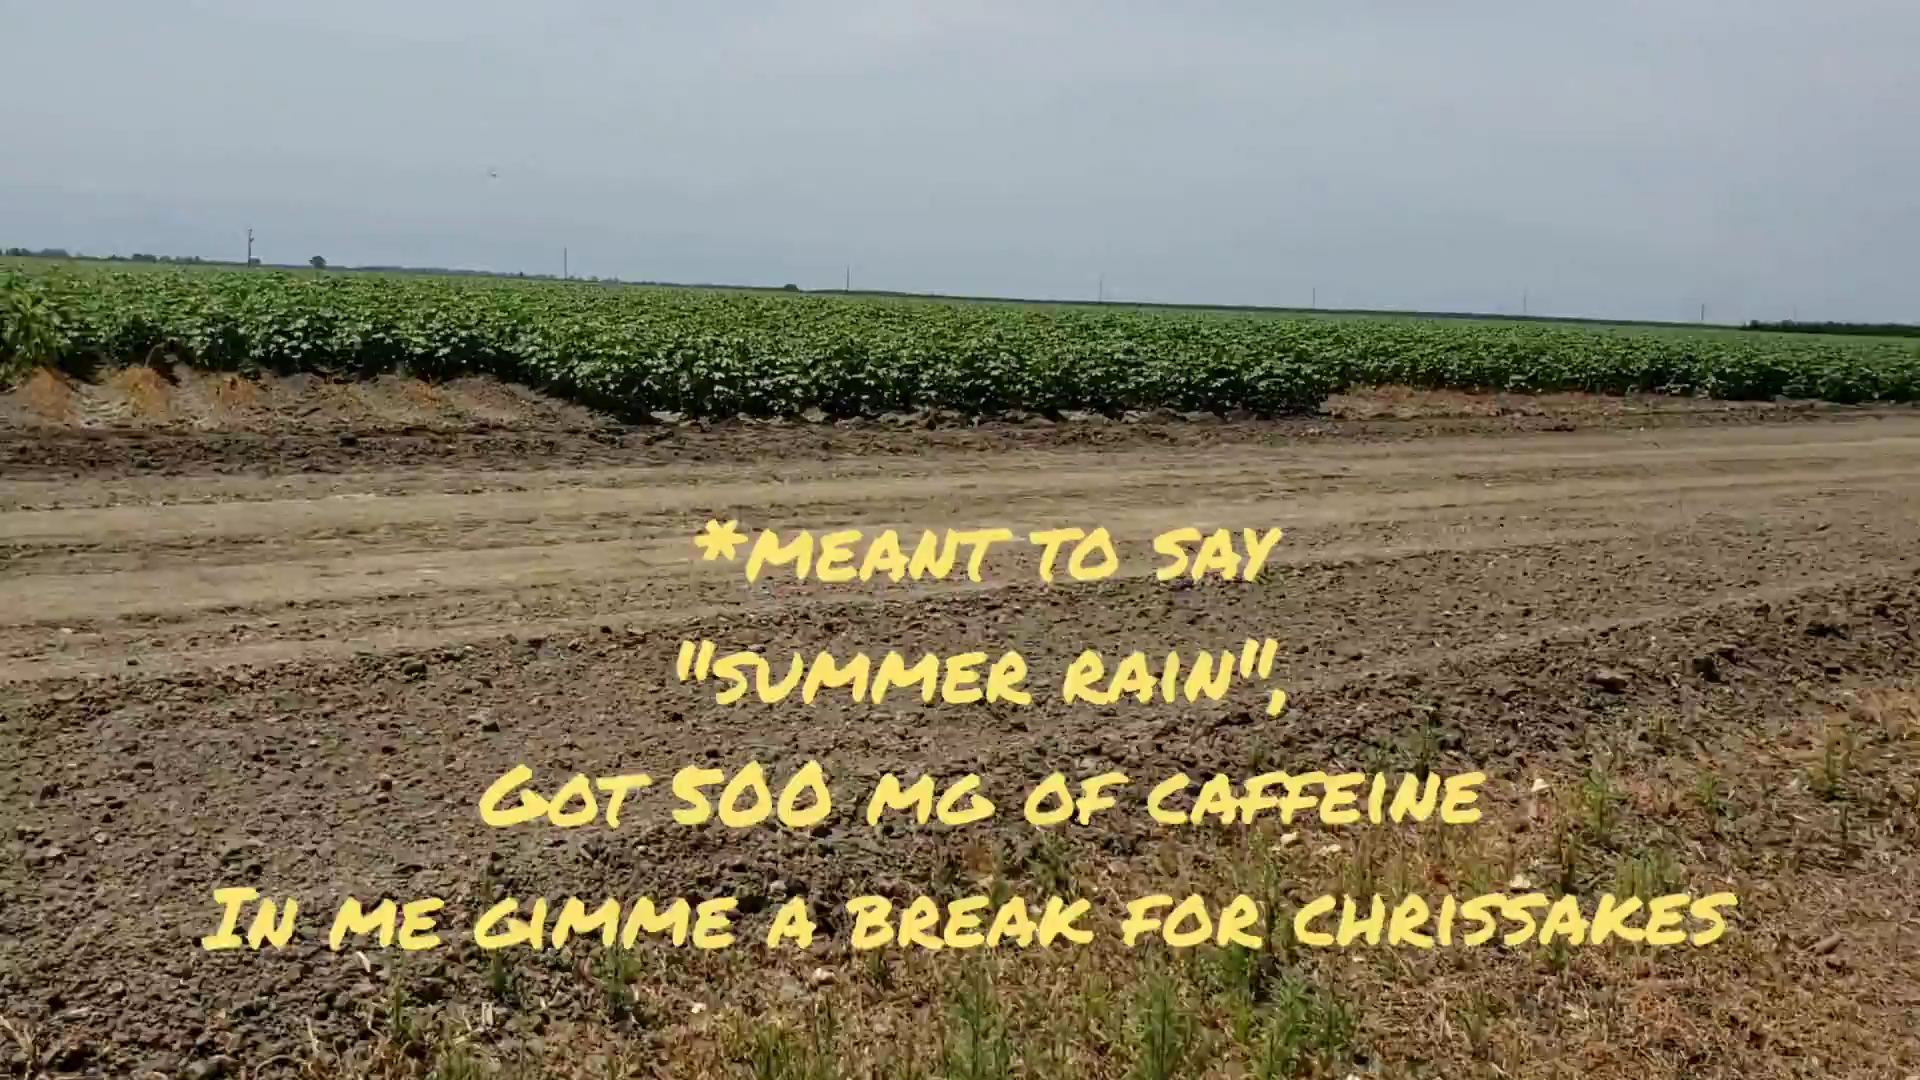 *MEANT TO SAY
"SUMMER RAIN",
GOT 500 MG OF CAFFEINE
IN ME GIMME A BREAK FOR CHRISSAKES